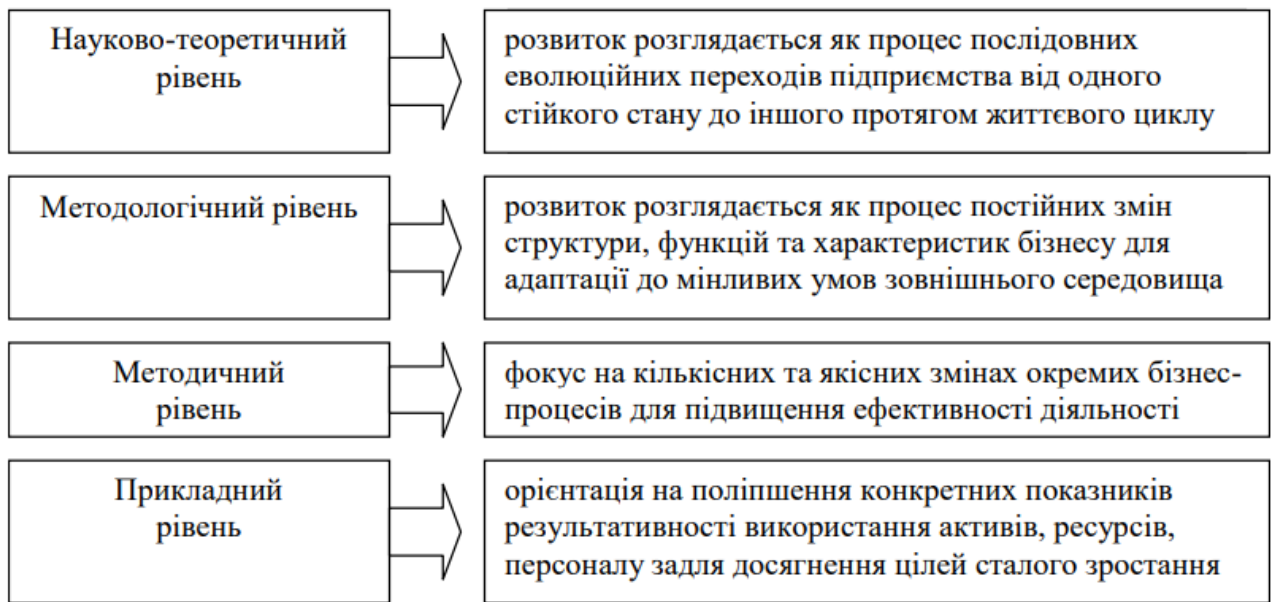 Науково-теоретичний
рівень
розвиток розглядається як процес послідовних
еволюційних переходів підприємства від одного
стійкого стану до іншого протягом життєвого циклу
Методологічний рівень
розвиток розглядається як процес постійних змін
структури, функцій та характеристик бізнесу для
адаптації до мінливих умов зовнішнього середовища
Методичний
рівень
фокус на кількісних та якісних змінах окремих бізнес-
процесів для підвищення ефективності діяльності
Прикладний
рівень
орієнтація на поліпшення конкретних показників
результативності використання активів, ресурсів,
персоналу задля досягнення цілей сталого зростання